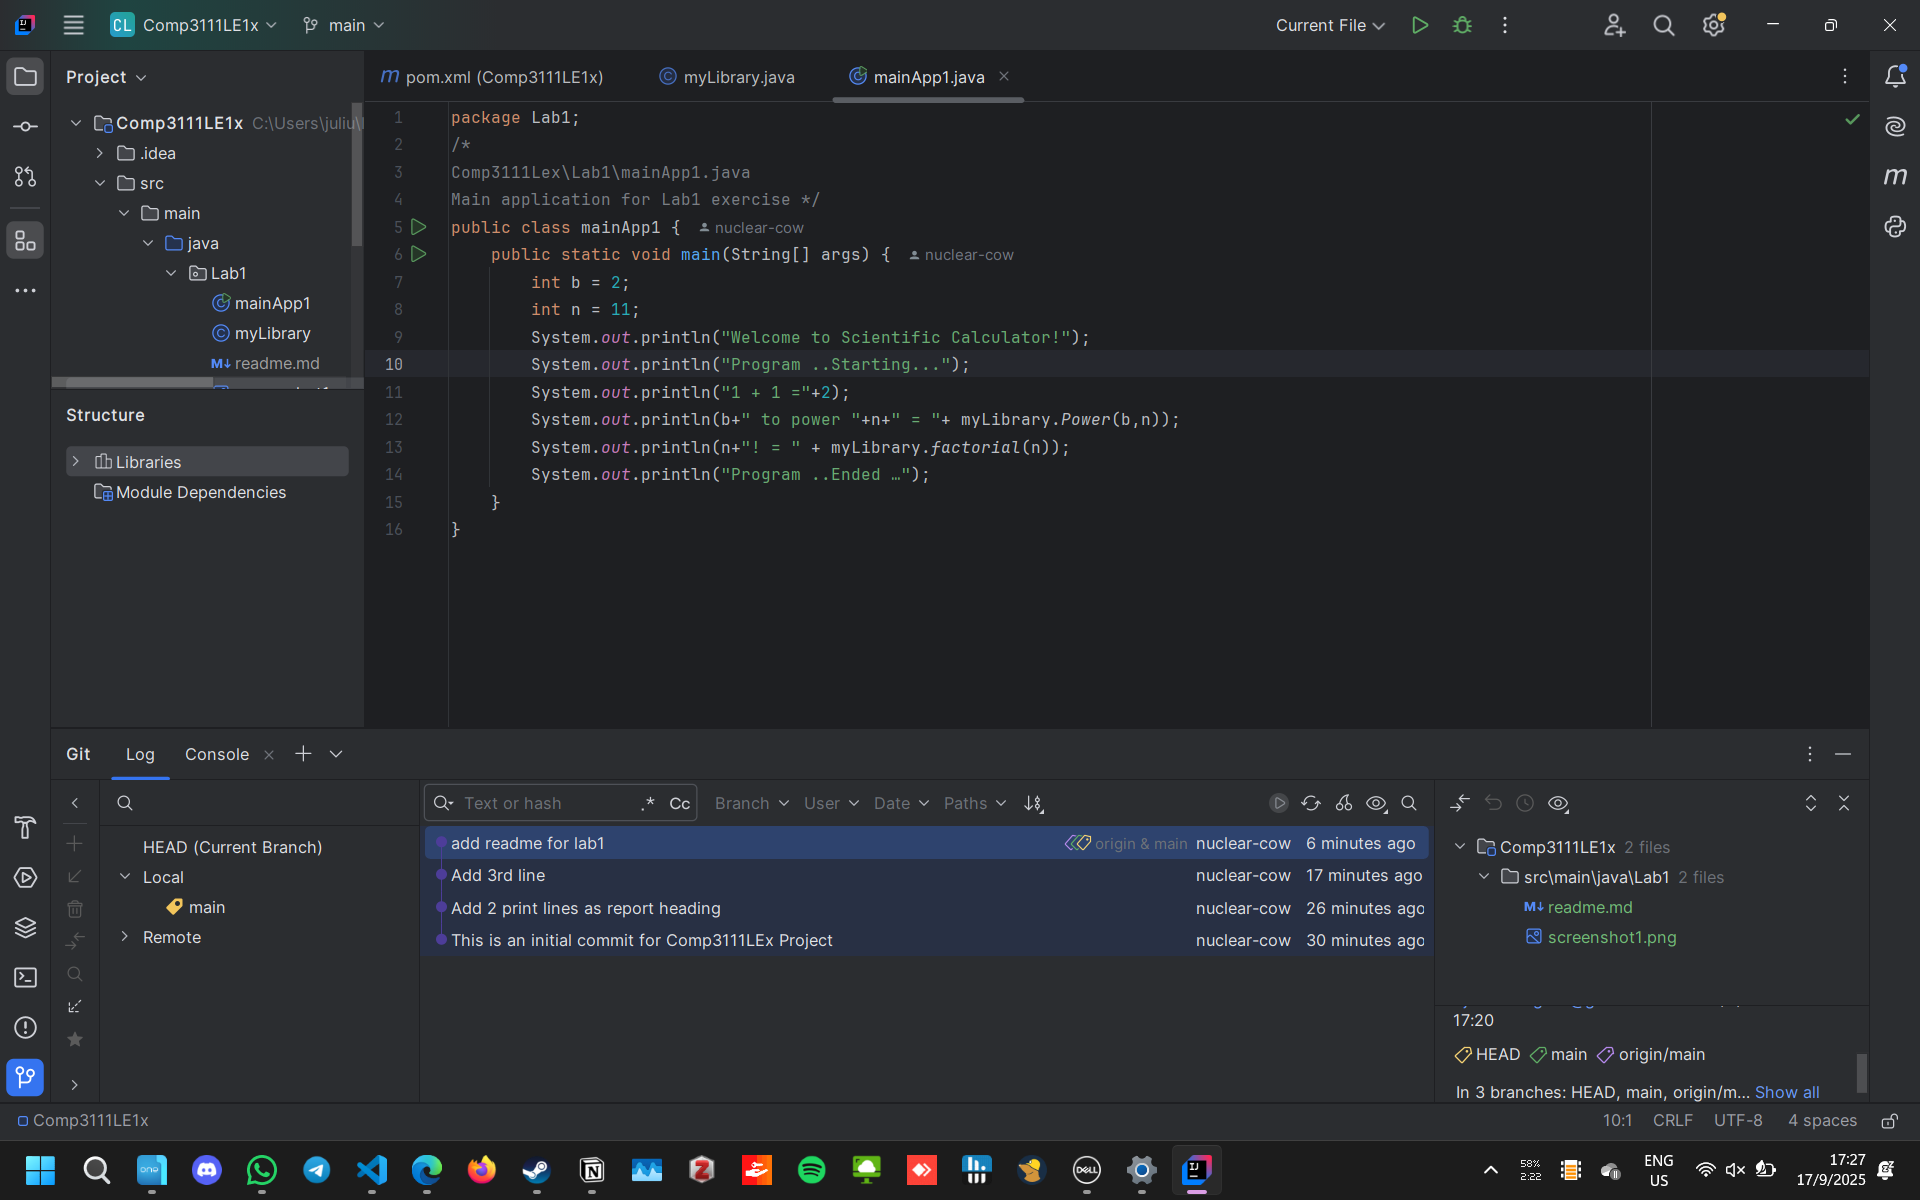 CL Comp3111LE1x main Current File
Project
pom.xml (Comp3111LE1x) myLibrary.java mainApp1.java
Comp3111LE1x C:\Users\juliu\
.idea
src
main
java
Lab1
mainApp1
myLibrary
readme.md
1 package Lab1;
2 /*
3 Comp3111Lex\Lab1\mainApp1.java
4 Main application for Lab1 exercise */
5 public class mainApp1 { nuclear-cow
6 public static void main(String[] args) { nuclear-cow
7 int b = 2;
8 int n = 11;
9 System.out.println("Welcome to Scientific Calculator!");
10 System.out.println("Program ..Starting...");
11 System.out.println("1 + 1 ="+2);
12 System.out.println(b+" to power "+n+" = "+ myLibrary.Power(b,n));
13 System.out.println(n+"! = " + myLibrary.factorial(n));
14 System.out.println("Program ..Ended …");
15 }
16 }
Structure
Libraries
Module Dependencies
Git Log Console
Text or hash .* Cc Branch User Date Paths
HEAD (Current Branch)
Local
main
Remote
add readme for lab1 origin & main nuclear-cow 6 minutes ago
Add 3rd line nuclear-cow 17 minutes ago
Add 2 print lines as report heading nuclear-cow 26 minutes ago
This is an initial commit for Comp3111LEx Project nuclear-cow 30 minutes ago
Comp3111LE1x 2 files
src\main\java\Lab1 2 files
readme.md
screenshot1.png
17:20
HEAD main origin/main
In 3 branches: HEAD, main, origin/m... Show all
Comp3111LE1x 10:1 CRLF UTF-8 4 spaces
58%
2:22
ENG
US
17:27
17/9/2025